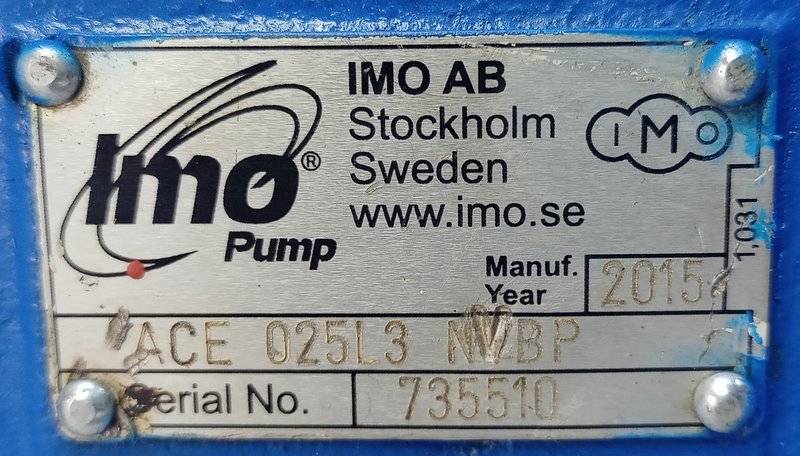 Imo® Pump
IMO AB
Stockholm
Sweden
www.imo.se
IMO
1,031
Manuf. Year 2015
ACE 025L3 NVBP
Serial No. 735510